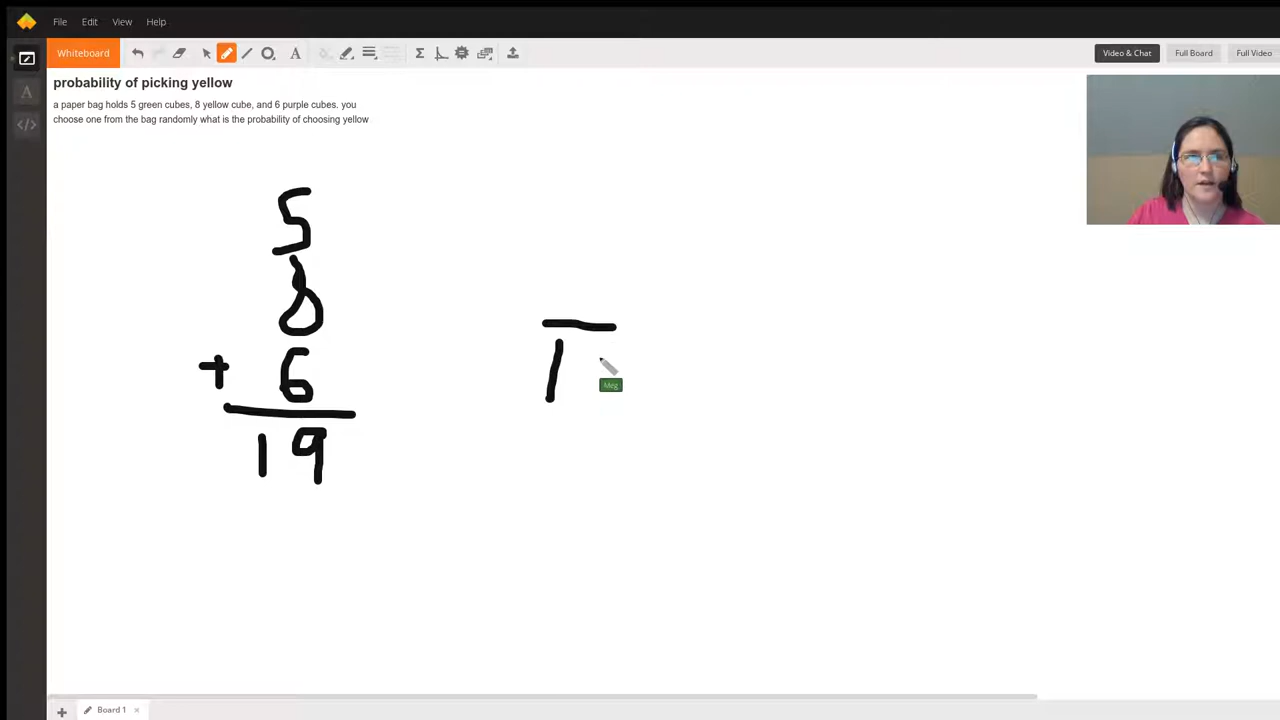 File Edit View Help
Whiteboard A Σ Video & Chat Full Board Full Video
A
</>
probability of picking yellow
a paper bag holds 5 green cubes, 8 yellow cube, and 6 purple cubes. you
choose one from the bag randomly what is the probability of choosing yellow
5
8
+ 6
19
1
Meg
+ Board 1 ×